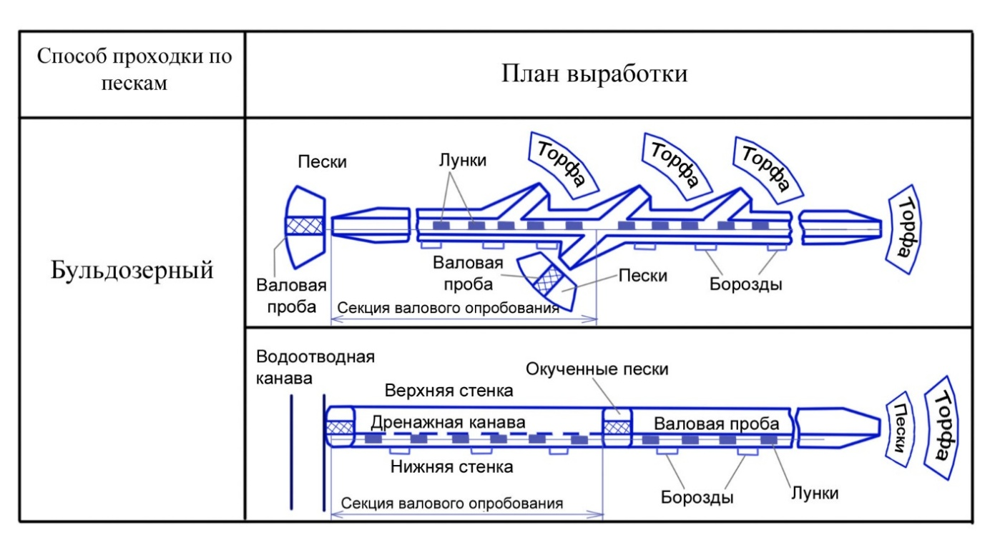 Способ проходки по
пескам
План выработки
Бульдозерный
Пески
Лунки
Торфа
Торфа
Торфа
Торфа
Валовая
проба
Валовая
проба
Пески
Борозды
Секция валового опробования
Водоотводная
канава
Окученные пески
Верхняя стенка
Дренажная канава
Валовая проба
Пески
Торфа
Нижняя стенка
Борозды
Лунки
Секция валового опробования